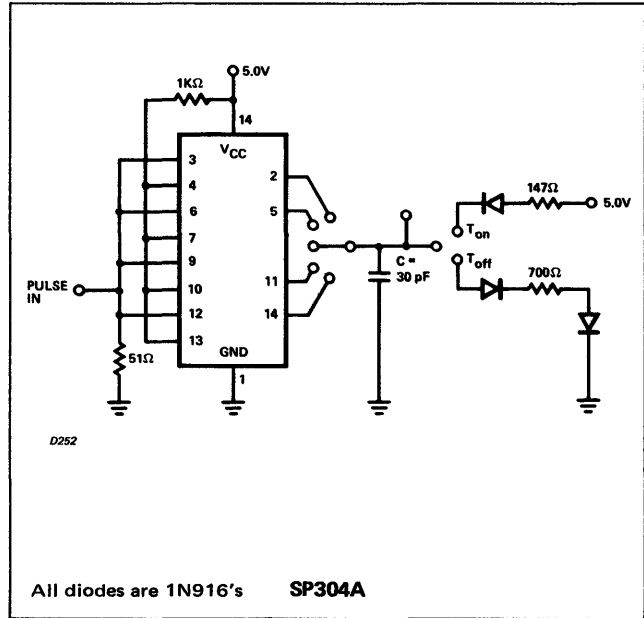 1KΩ
5.0V
14
VCC
3
4
6
7
9
10
12
13
2
5
11
14
GND
1
PULSE IN
51Ω
C = 30 pF
Ton
Toff
147Ω
5.0V
700Ω
D252
All diodes are 1N916's SP304A